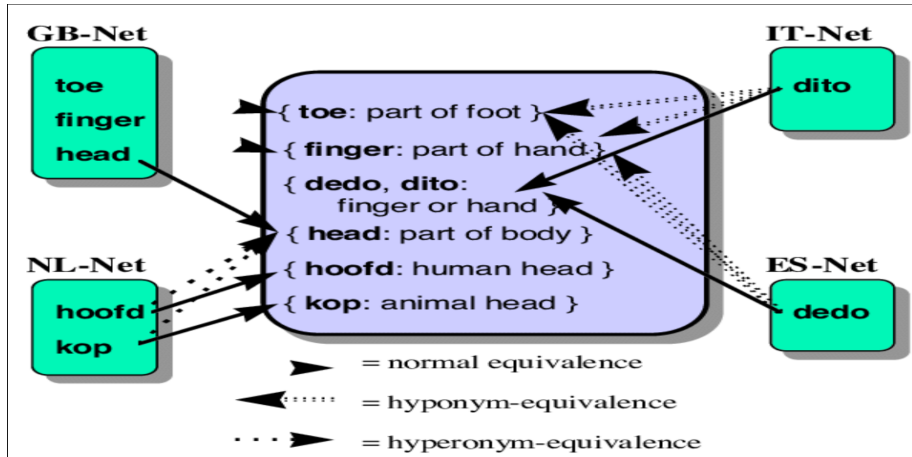 GB-Net
toe
finger
head
NL-Net
hoofd
kop
{ toe: part of foot }
{ finger: part of hand }
{ dedo, dito:
finger or hand }
{ head: part of body }
{ hoofd: human head }
{ kop: animal head }
IT-Net
dito
ES-Net
dedo
= normal equivalence
= hyponym-equivalence
= hyperonym-equivalence